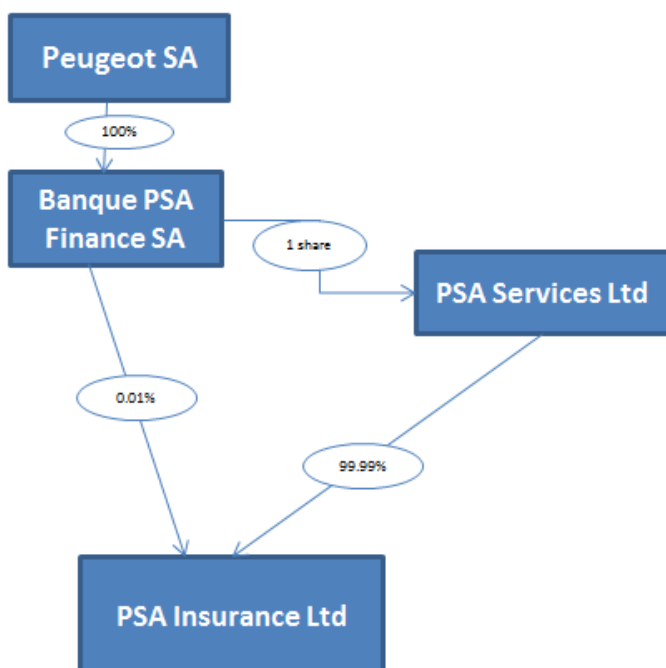 Peugeot SA
100%
Banque PSA
Finance SA
1 share
PSA Services Ltd
0.01%
99.99%
PSA Insurance Ltd